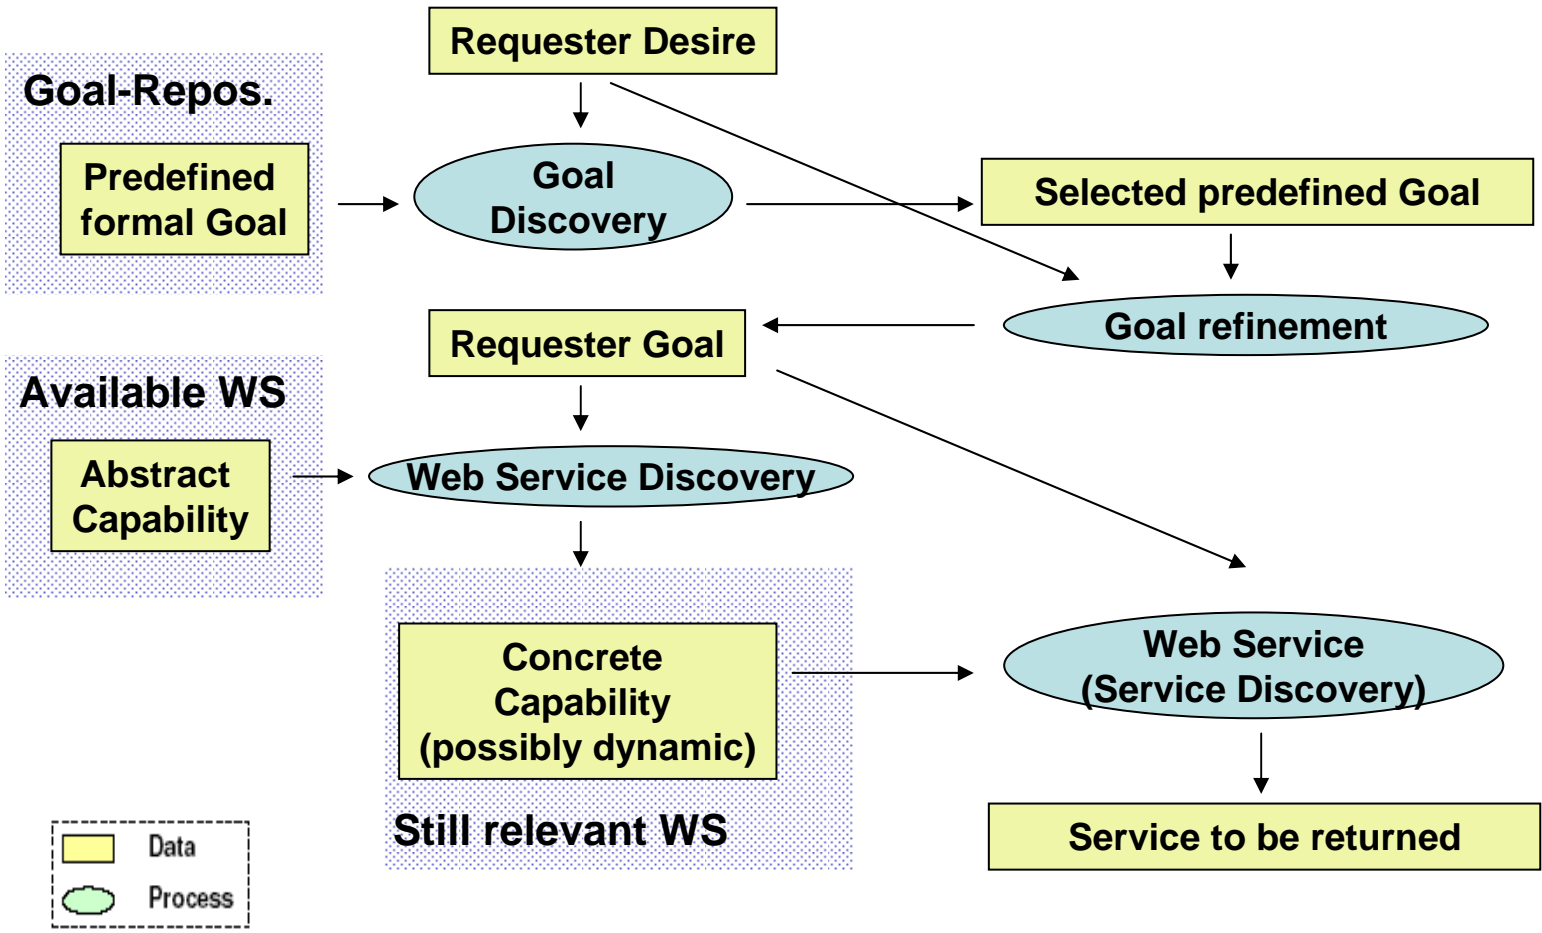 Requester Desire
Goal-Repos.
Predefined
formal Goal
Goal
Discovery
Selected predefined Goal
Goal refinement
Requester Goal
Available WS
Abstract
Capability
Web Service Discovery
Concrete
Capability
(possibly dynamic)
Still relevant WS
Web Service
(Service Discovery)
Service to be returned
Data
Process